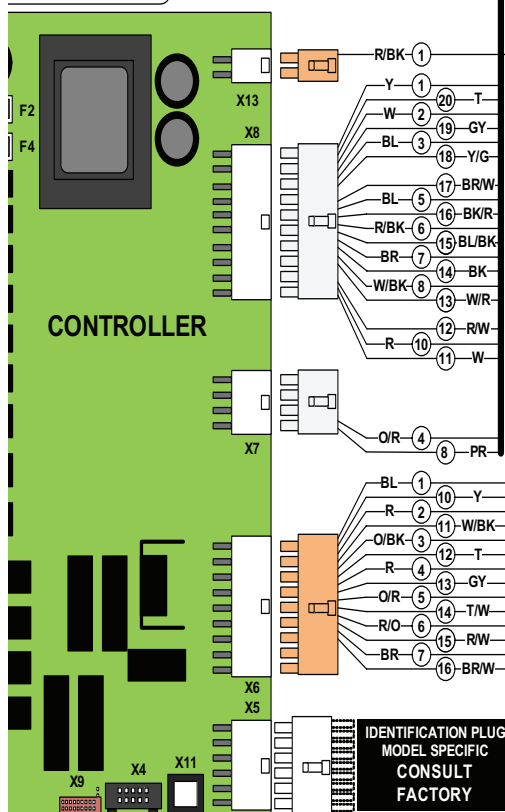 R/BK 1
X13
F2
F4
X8
Y 1
20 T
W 2
19 GY
BL 3
18 Y/G
17 BR/W
BL 5
16 BK/R
R/BK 6
15 BL/BK
BR 7
14 BK
W/BK 8
13 W/R
12 R/W
R 10
11 W
CONTROLLER
X7
O/R 4
8 PR
BL 1
10 Y
R 2
11 W/BK
O/BK 3
12 T
R 4
13 GY
O/R 5
14 T/W
R/O 6
15 R/W
BR 7
16 BR/W
X6
X5
IDENTIFICATION PLUG
MODEL SPECIFIC
CONSULT
FACTORY
X9
X4
X11